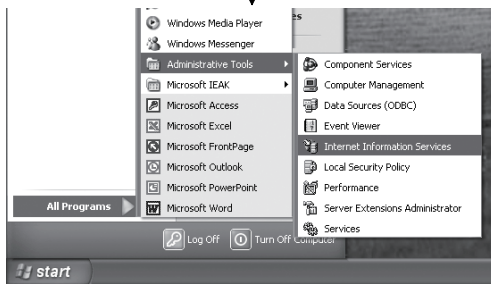 es
Windows Media Player
Windows Messenger
Administrative Tools
Microsoft IEAK
Microsoft Access
Microsoft Excel
Microsoft FrontPage
Microsoft Outlook
Microsoft PowerPoint
Microsoft Word
Component Services
Computer Management
Data Sources (ODBC)
Event Viewer
Internet Information Services
Local Security Policy
Performance
Server Extensions Administrator
Services
All Programs
Log Off
Turn Off Computer
start